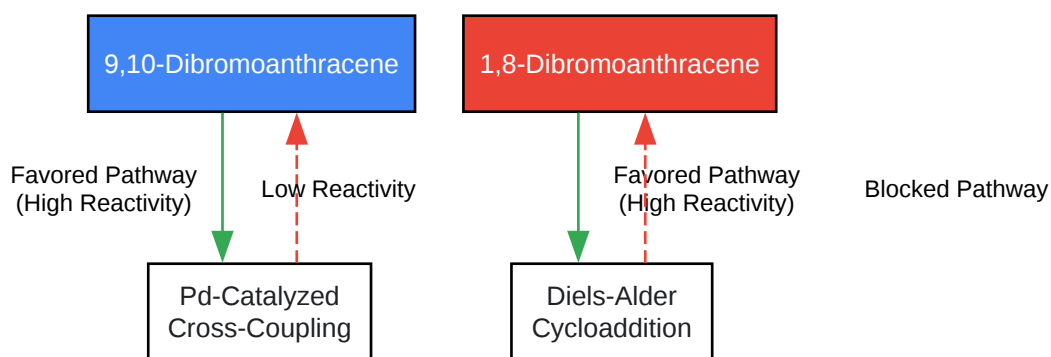 9,10-Dibromoanthracene
1,8-Dibromoanthracene
Favored Pathway
(High Reactivity)
Low Reactivity
Favored Pathway
(High Reactivity)
Blocked Pathway
Pd-Catalyzed
Cross-Coupling
Diels-Alder
Cycloaddition